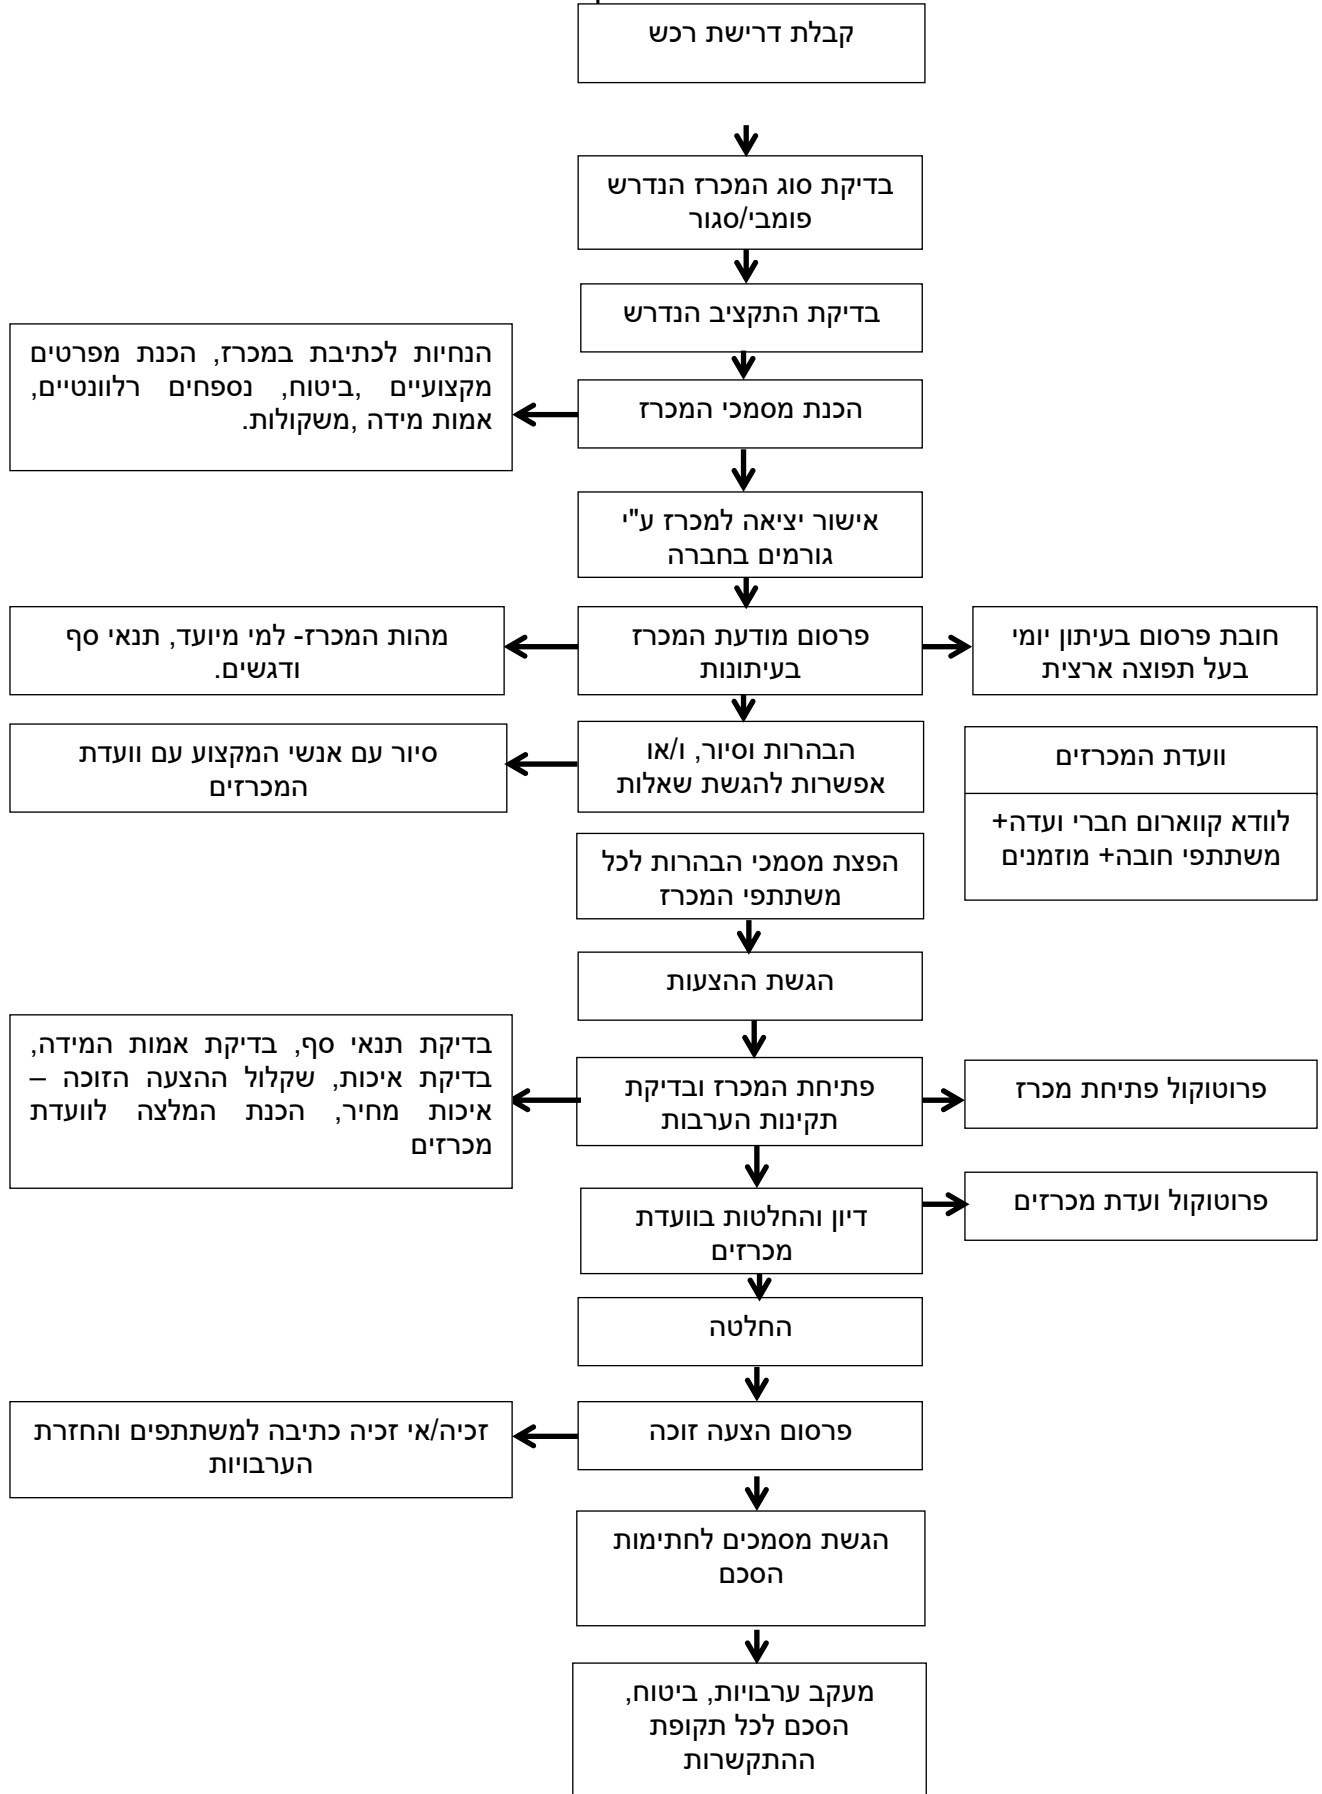 קבלת דרישת רכש
בדיקת סוג המכרז הנדרש
פומבי/סגור
בדיקת התקציב הנדרש
הכנת מסמכי המכרז
הנחיות לכתיבת במכרז, הכנת מפרטים
מקצועיים ,ביטוח, נספחים רלוונטיים,
אמות מידה ,משקולות.
אישור יציאה למכרז ע"י
גורמים בחברה
חובת פרסום בעיתון יומי
בעל תפוצה ארצית
פרסום מודעת המכרז
בעיתונות
מהות המכרז- למי מיועד, תנאי סף
ודגשים.
וועדת המכרזים
לוודא קווארום חברי ועדה+
משתתפי חובה+ מוזמנים
הבהרות וסיור, ו/או
אפשרות להגשת שאלות
סיור עם אנשי המקצוע עם וועדת
המכרזים
הפצת מסמכי הבהרות לכל
משתתפי המכרז
הגשת ההצעות
פרוטוקול פתיחת מכרז
פתיחת המכרז ובדיקת
תקינות הערבות
בדיקת תנאי סף, בדיקת אמות המידה,
בדיקת איכות, שקלול ההצעה הזוכה –
איכות מחיר, הכנת המלצה לוועדת
מכרזים
פרוטוקול ועדת מכרזים
דיון והחלטות בוועדת
מכרזים
החלטה
פרסום הצעה זוכה
זכיה/אי זכיה כתיבה למשתתפים והחזרת
הערבויות
הגשת מסמכים לחתימות
הסכם
מעקב ערבויות, ביטוח,
הסכם לכל תקופת
ההתקשרות